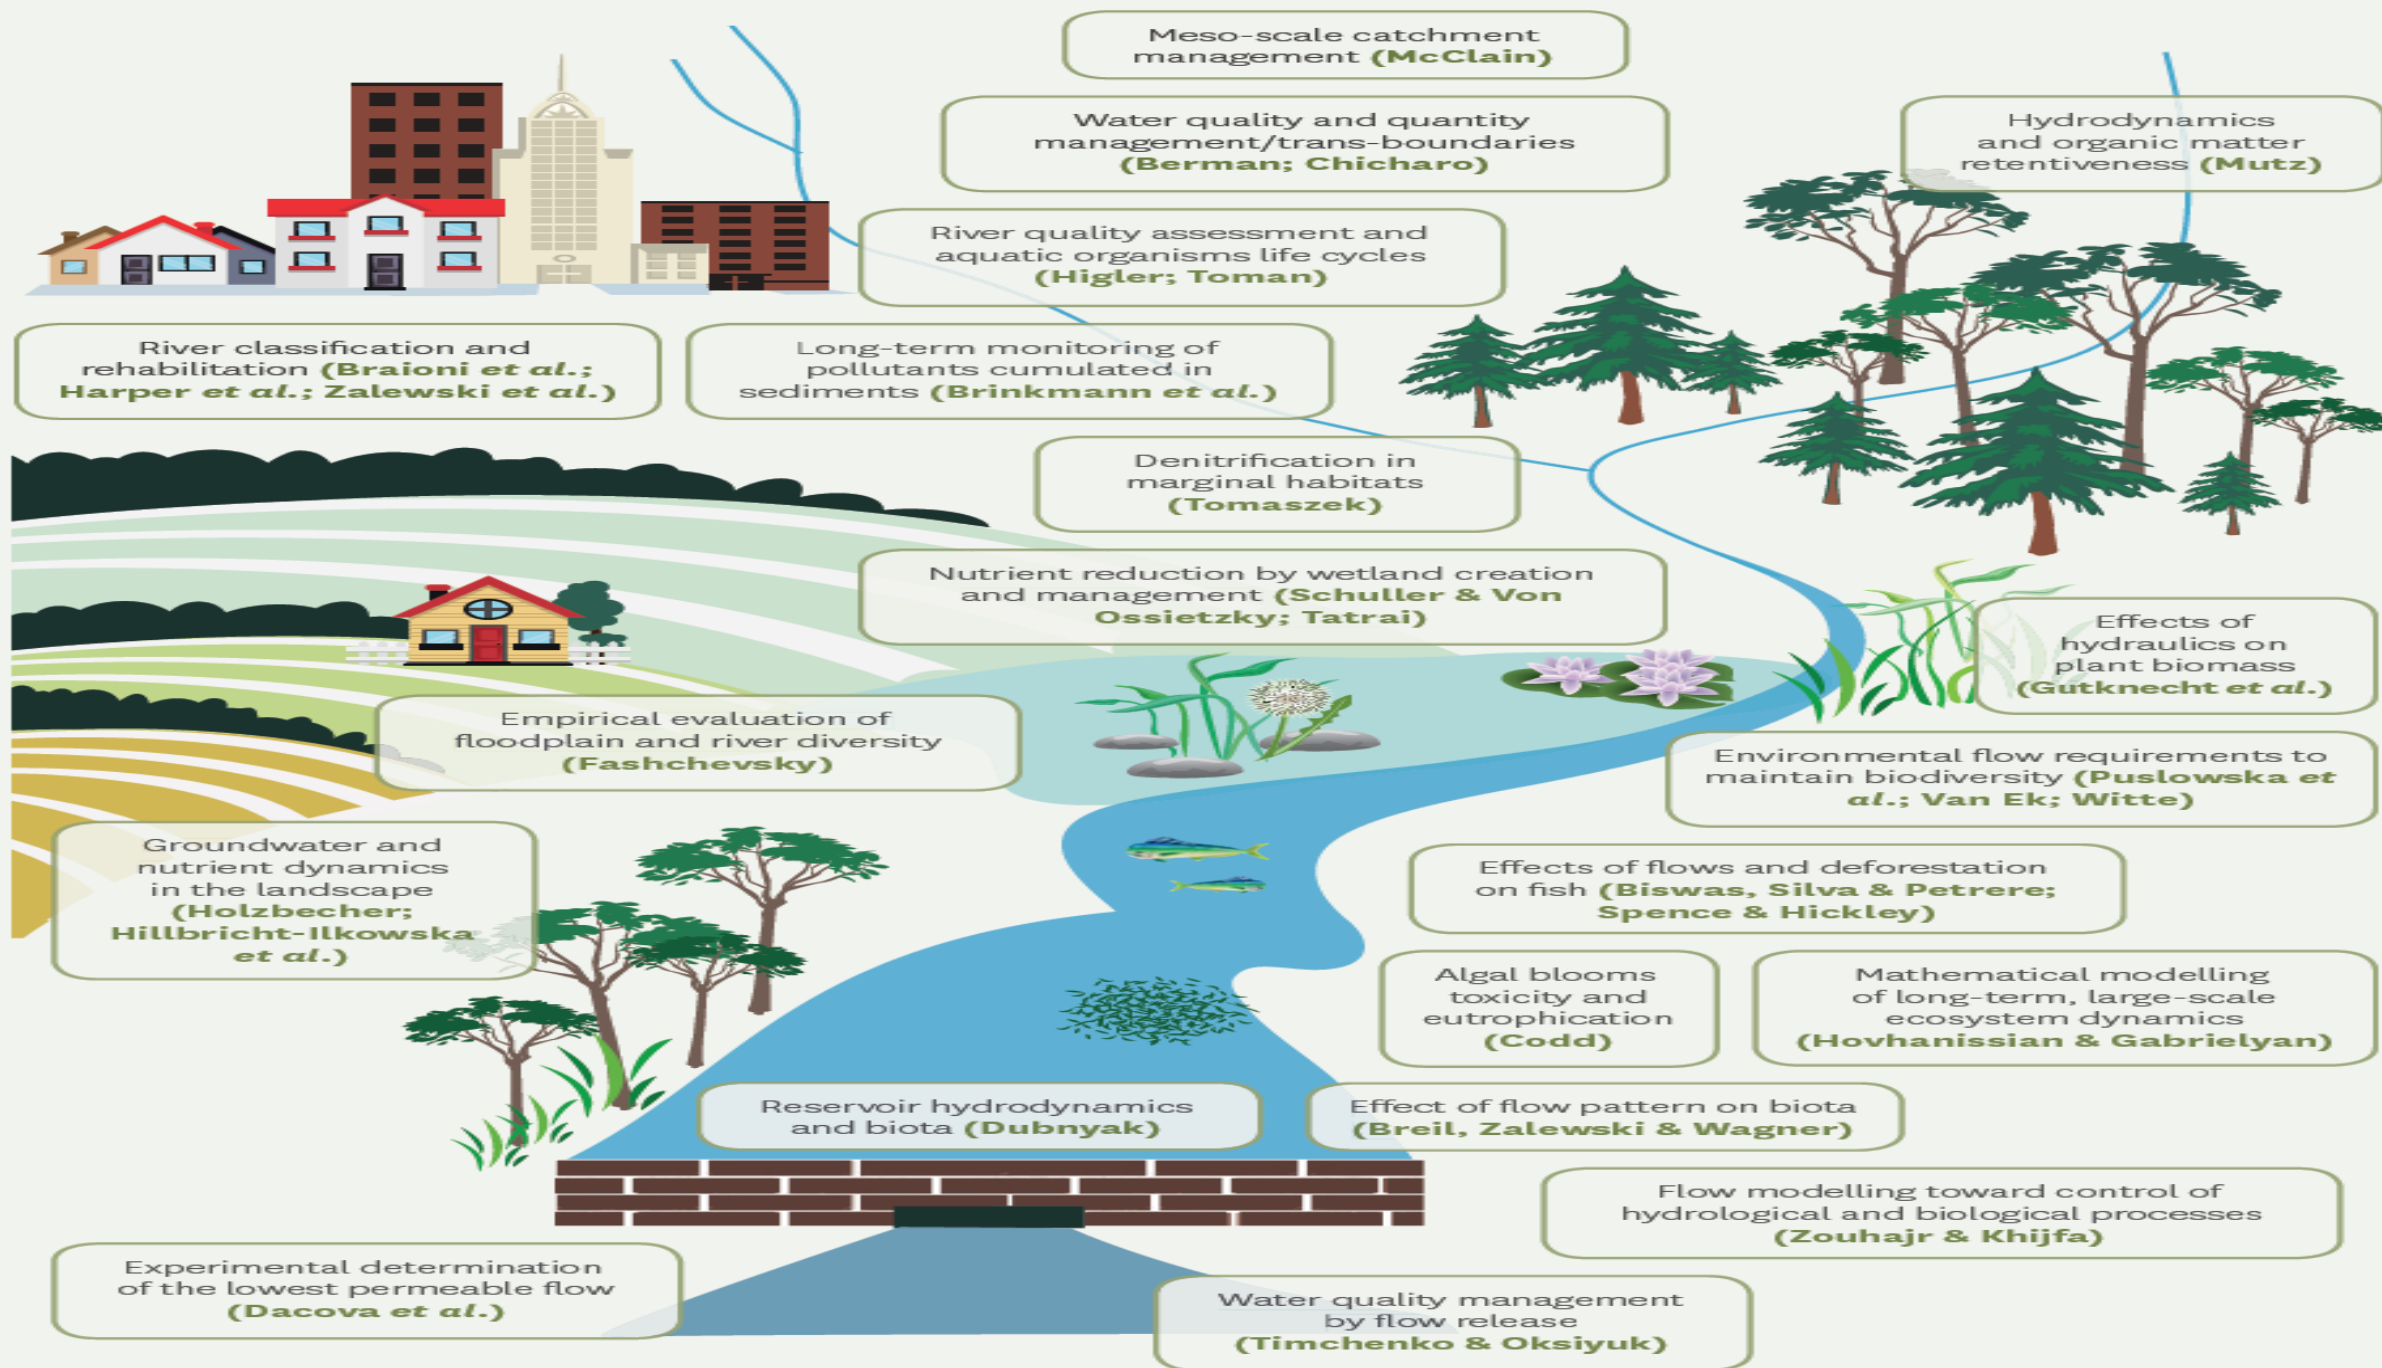 Meso-scale catchment
management (McClain)
Water quality and quantity
management/trans-boundaries
(Berman; Chicharo)
Hydrodynamics
and organic matter
retentiveness (Mutz)
River quality assessment and
aquatic organisms life cycles
(Higler; Toman)
River classification and
rehabilitation (Braioni et al.;
Harper et al.; Zalewski et al.)
Long-term monitoring of
pollutants cumulated in
sediments (Brinkmann et al.)
Denitrification in
marginal habitats
(Tomaszek)
Nutrient reduction by wetland creation
and management (Schuller & Von
Ossietzky; Tatrai)
Effects of
hydraulics on
plant biomass
(Gutknecht et al.)
Empirical evaluation of
floodplain and river diversity
(Fashchevsky)
Environmental flow requirements to
maintain biodiversity (Puslowska et
al.; Van Ek; Witte)
Groundwater and
nutrient dynamics
in the landscape
(Holzbecher;
Hillbricht-Ilkowska
et al.)
Effects of flows and deforestation
on fish (Biswas, Silva & Petrere;
Spence & Hickley)
Algal blooms
toxicity and
eutrophication
(Codd)
Mathematical modelling
of long-term, large-scale
ecosystem dynamics
(Hovhanissian & Gabrielyan)
Reservoir hydrodynamics
and biota (Dubnyak)
Effect of flow pattern on biota
(Breil, Zalewski & Wagner)
Flow modelling toward control of
hydrological and biological processes
(Zouhajr & Khijfa)
Experimental determination
of the lowest permeable flow
(Dacova et al.)
Water quality management
by flow release
(Timchenko & Oksiyuk)